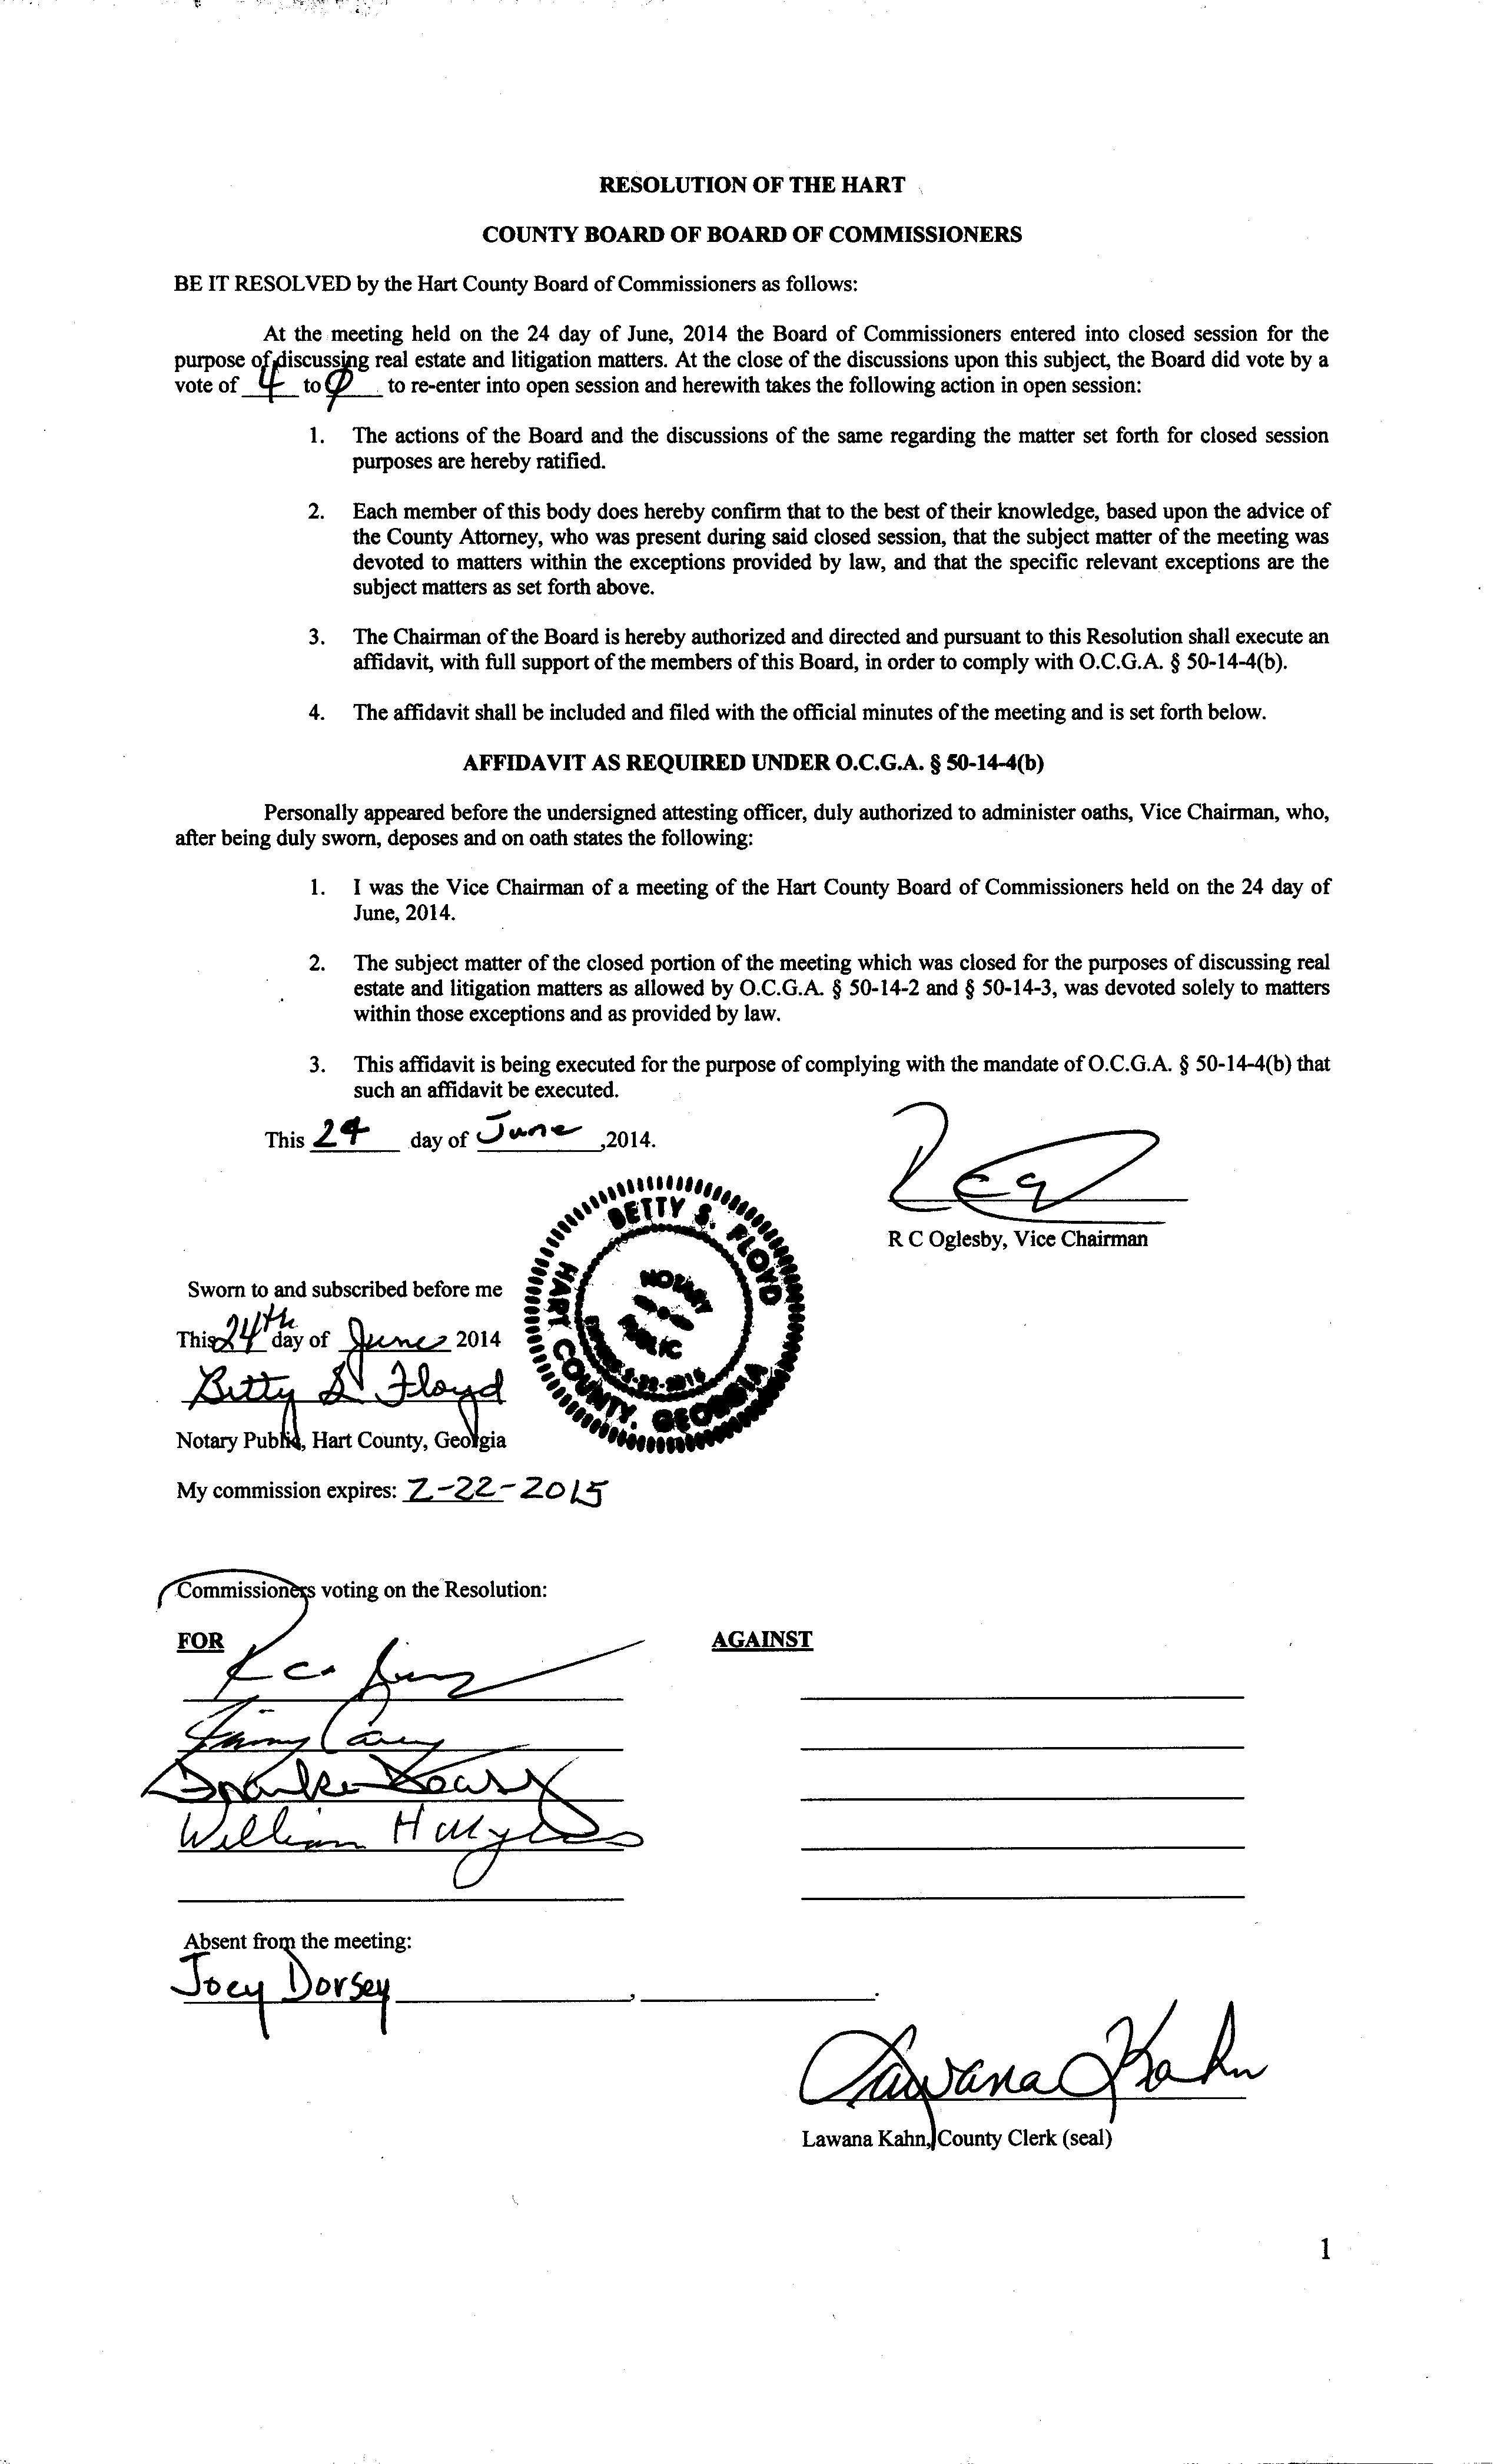 RESOLUTION OF THE HART
COUNTY BOARD OF BOARD OF COMMISSIONERS
BE IT RESOLVED by the Hart County Board of Commissioners as follows:
At the meeting held on the 24 day of June, 2014 the Board of Commissioners entered into closed session for the
purpose of discussing real estate and litigation matters. At the close of the discussions upon this subject, the Board did vote by a
vote of 4 to 0 to re-enter into open session and herewith takes the following action in open session:
1. The actions of the Board and the discussions of the same regarding the matter set forth for closed session
purposes are hereby ratified.
2. Each member of this body does hereby confirm that to the best of their knowledge, based upon the advice of
the County Attorney, who was present during said closed session, that the subject matter of the meeting was
devoted to matters within the exceptions provided by law, and that the specific relevant exceptions are the
subject matters as set forth above.
3. The Chairman of the Board is hereby authorized and directed and pursuant to this Resolution shall execute an
affidavit, with full support of the members of this Board, in order to comply with O.C.G.A. § 50-14-4(b).
4. The affidavit shall be included and filed with the official minutes of the meeting and is set forth below.
AFFIDAVIT AS REQUIRED UNDER O.C.G.A. § 50-14-4(b)
Personally appeared before the undersigned attesting officer, duly authorized to administer oaths, Vice Chairman, who,
after being duly sworn, deposes and on oath states the following:
1. I was the Vice Chairman of a meeting of the Hart County Board of Commissioners held on the 24 day of
June, 2014.
2. The subject matter of the closed portion of the meeting which was closed for the purposes of discussing real
estate and litigation matters as allowed by O.C.G.A. § 50-14-2 and § 50-14-3, was devoted solely to matters
within those exceptions and as provided by law.
3. This affidavit is being executed for the purpose of complying with the mandate of O.C.G.A. § 50-14-4(b) that
such an affidavit be executed.
This 24 day of June ,2014.
R C Oglesby, Vice Chairman
BETTY S. FLOYD
NOTARY
PUBLIC
HART COUNTY, GEORGIA
Sworn to and subscribed before me
This 24th day of June 2014
Betty S Floyd
Notary Public, Hart County, Georgia
My commission expires: 2-22-2015
Commissioners voting on the Resolution:
FOR AGAINST
Jimmy Carey
William
Absent from the meeting:
Joey Dorsey , .
Lawana Kahn
Lawana Kahn, County Clerk (seal)
1